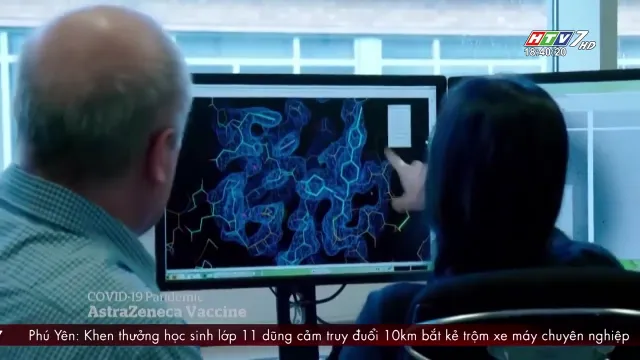 HTV7 HD
18:40:20
COVID-19 Pandemic
AstraZeneca Vaccine
7 Phú Yên: Khen thưởng học sinh lớp 11 dũng cảm truy đuổi 10km bắt kẻ trộm xe máy chuyên nghiệp